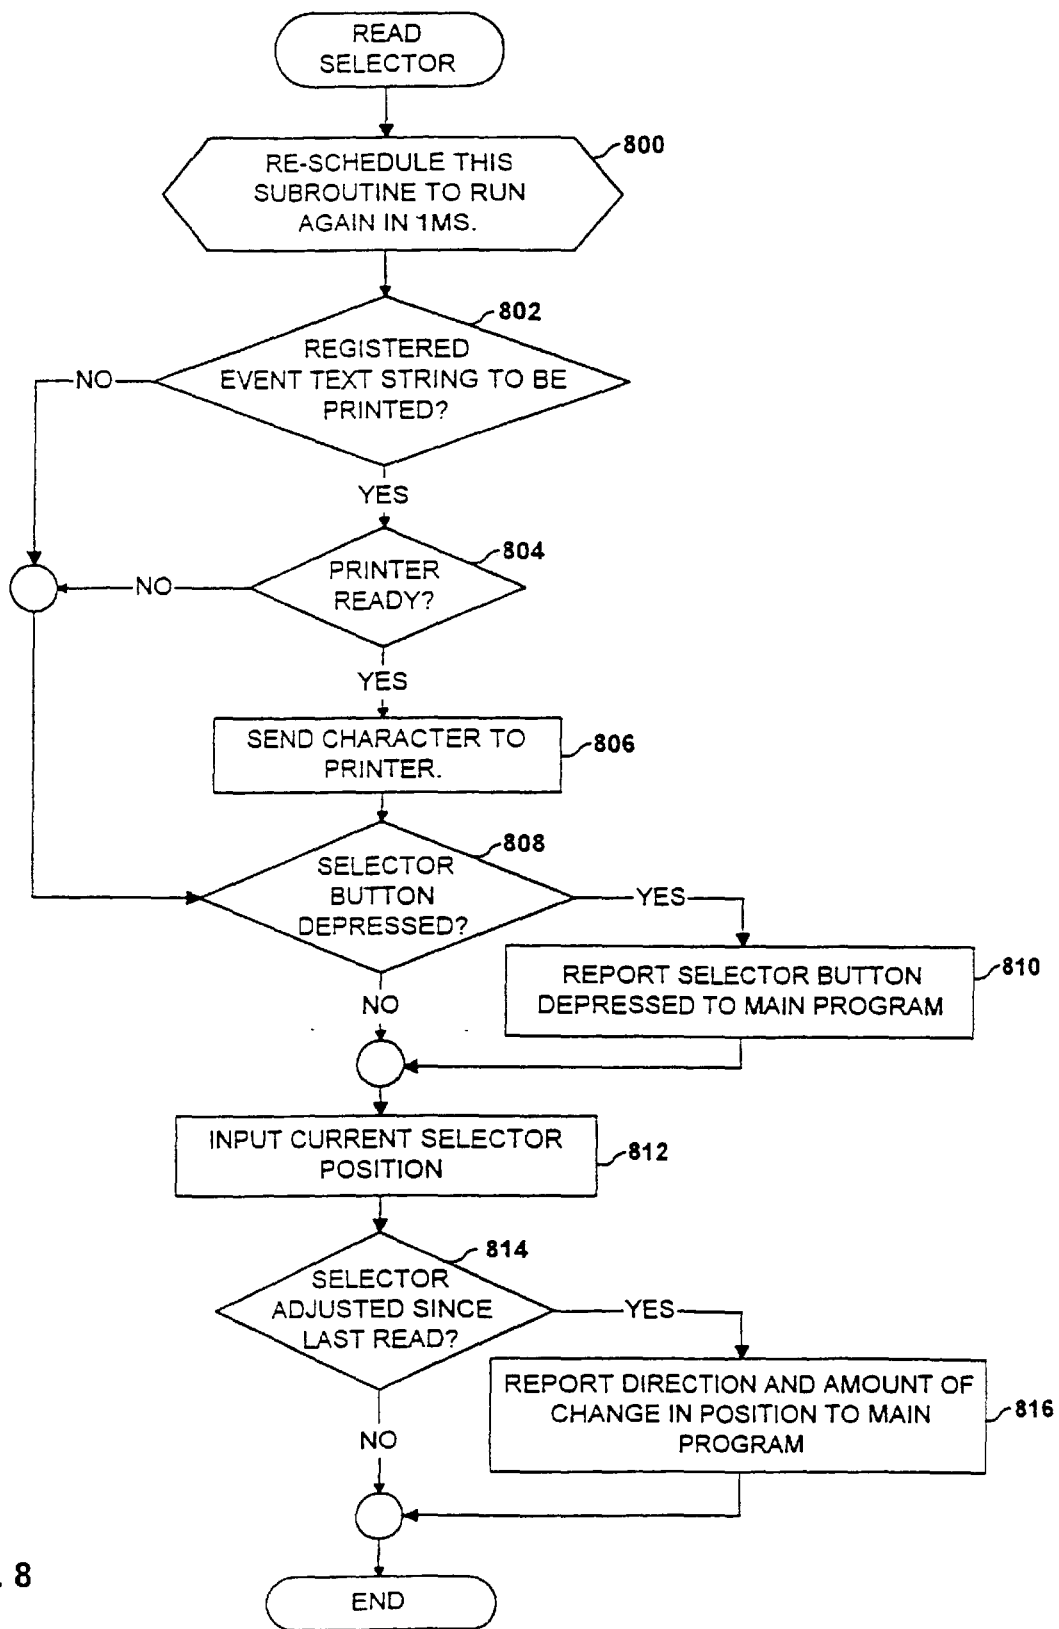 READ
SELECTOR
800
RE-SCHEDULE THIS
SUBROUTINE TO RUN
AGAIN IN 1MS.
802
REGISTERED
EVENT TEXT STRING TO BE
PRINTED?
NO
YES
804
PRINTER
READY?
NO
YES
SEND CHARACTER TO
PRINTER.
806
808
SELECTOR
BUTTON
DEPRESSED?
YES
NO
REPORT SELECTOR BUTTON
DEPRESSED TO MAIN PROGRAM
810
INPUT CURRENT SELECTOR
POSITION
812
814
SELECTOR
ADJUSTED SINCE
LAST READ?
YES
NO
REPORT DIRECTION AND AMOUNT OF
CHANGE IN POSITION TO MAIN
PROGRAM
816
. 8
END